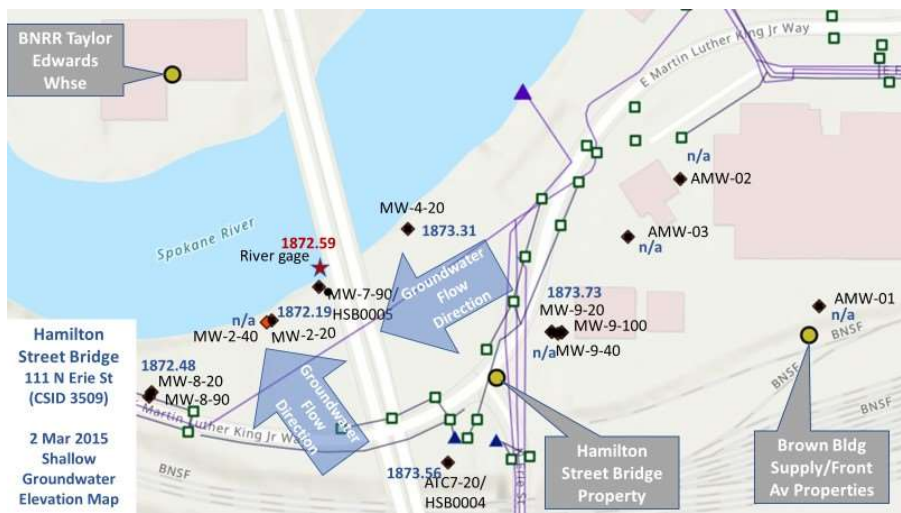 BNRR Taylor
Edwards
Whse
E Martin Luther King Jr Way
E E
n/a
AMW-02
MW-4-20
1873.31
AMW-03
n/a
Spokane River
1872.59
River gage
Groundwater
Flow
Direction
MW-7-90/
HSB0005
1873.73
MW-9-20
MW-9-100
n/a
MW-9-40
AMW-01
n/a
n/a
1872.19
MW-2-40
MW-2-20
BNSF
BNSF
BNSF
1872.48
MW-8-20
MW-8-90
Groundwater
Flow
Direction
E Martin Luther King Jr Way
BNSF
BNSF
1873.56
ATC7-20/
HSB0004
Erie St
Hamilton
Street Bridge
111 N Erie St
(CSID 3509)
2 Mar 2015
Shallow
Groundwater
Elevation Map
Hamilton
Street Bridge
Property
Brown Bldg
Supply/Front
Av Properties